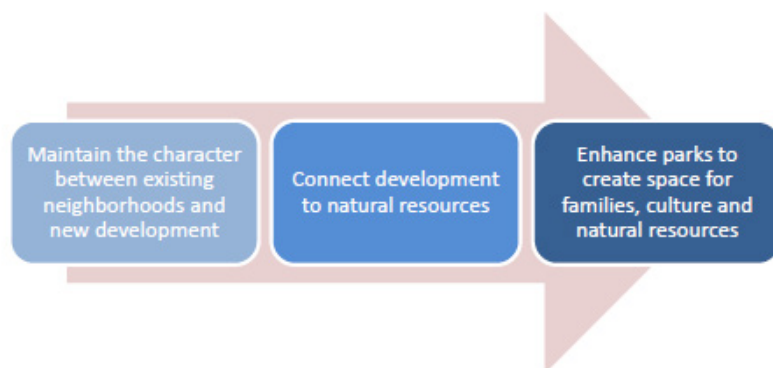 Maintain the character
between existing
neighborhoods and
new development
Connect development
to natural resources
Enhance parks to
create space for
families, culture and
natural resources